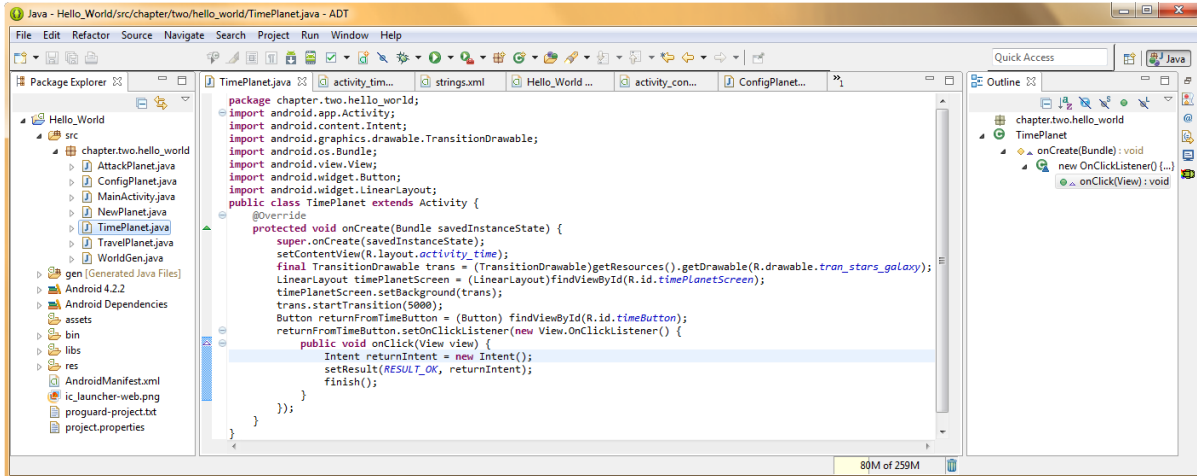 Java - Hello_World/src/chapter/two/hello_world/TimePlanet.java - ADT
File Edit Refactor Source Navigate Search Project Run Window Help
Quick Access
Java
Package Explorer
Hello_World
src
chapter.two.hello_world
AttackPlanet.java
ConfigPlanet.java
MainActivity.java
NewPlanet.java
TimePlanet.java
TravelPlanet.java
WorldGen.java
gen [Generated Java Files]
Android 4.2.2
Android Dependencies
assets
bin
libs
res
AndroidManifest.xml
ic_launcher-web.png
proguard-project.txt
project.properties
TimePlanet.java activity_tim... strings.xml Hello_World ... activity_con... ConfigPlanet... »1
package chapter.two.hello_world;
import android.app.Activity;
import android.content.Intent;
import android.graphics.drawable.TransitionDrawable;
import android.os.Bundle;
import android.view.View;
import android.widget.Button;
import android.widget.LinearLayout;
public class TimePlanet extends Activity {
@Override
protected void onCreate(Bundle savedInstanceState) {
super.onCreate(savedInstanceState);
setContentView(R.layout.activity_time);
final TransitionDrawable trans = (TransitionDrawable)getResources().getDrawable(R.drawable.tran_stars_galaxy);
LinearLayout timePlanetScreen = (LinearLayout)findViewById(R.id.timePlanetScreen);
timePlanetScreen.setBackground(trans);
trans.startTransition(5000);
Button returnFromTimeButton = (Button) findViewById(R.id.timeButton);
returnFromTimeButton.setOnClickListener(new View.OnClickListener() {
public void onClick(View view) {
Intent returnIntent = new Intent();
setResult(RESULT_OK, returnIntent);
finish();
}
});
}
}
Outline
chapter.two.hello_world
TimePlanet
onCreate(Bundle) : void
new OnClickListener() {...}
onClick(View) : void
80M of 259M